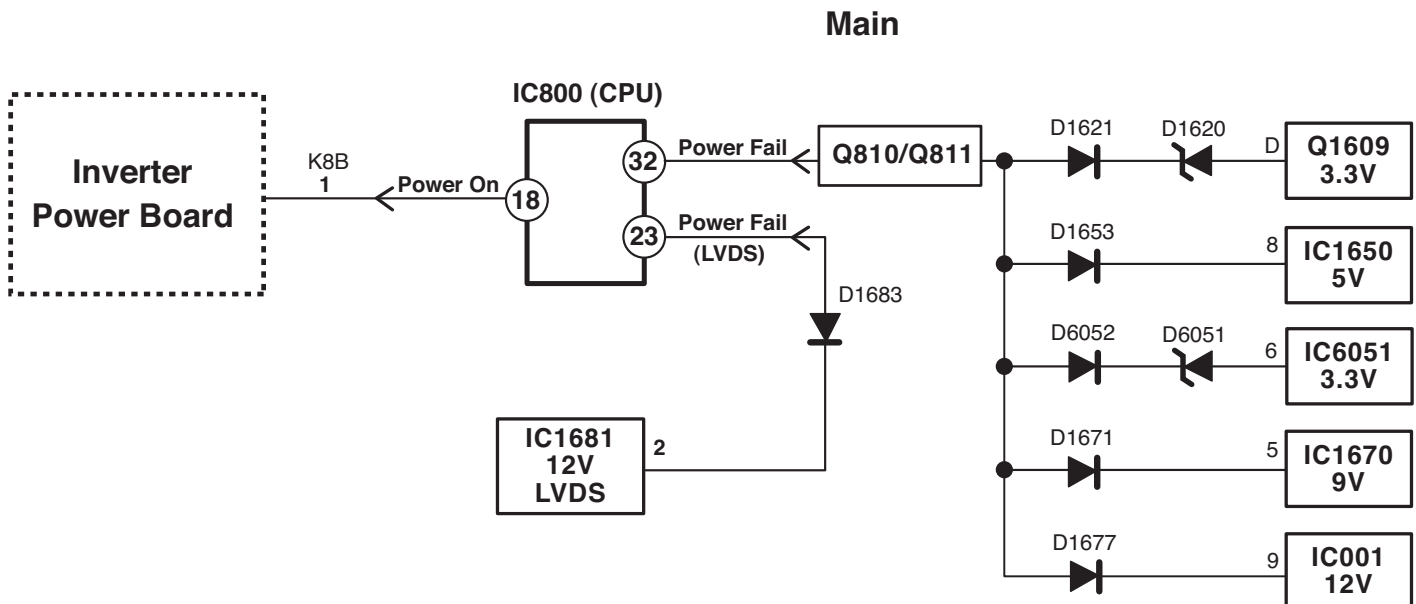 Main
IC800 (CPU)
Inverter
Power Board
K8B
1
Power On
18
32
Power Fail
23
Power Fail
(LVDS)
Q810/Q811
D1683
IC1681
12V
LVDS
2
D1621
D1620
D
Q1609
3.3V
D1653
8
IC1650
5V
D6052
D6051
6
IC6051
3.3V
D1671
5
IC1670
9V
D1677
9
IC001
12V